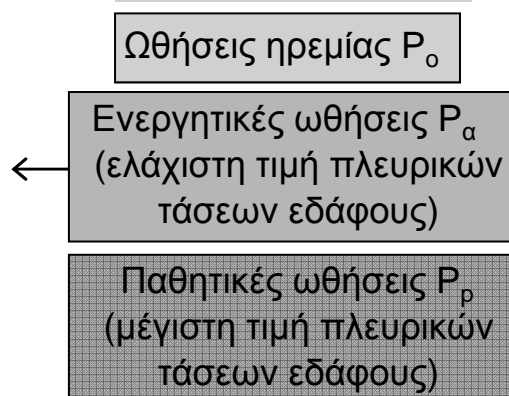 Ωθήσεις ηρεμίας Pο
Ενεργητικές ωθήσεις Pα
(ελάχιστη τιμή πλευρικών
τάσεων εδάφους)
Παθητικές ωθήσεις Pp
(μέγιστη τιμή πλευρικών
τάσεων εδάφους)